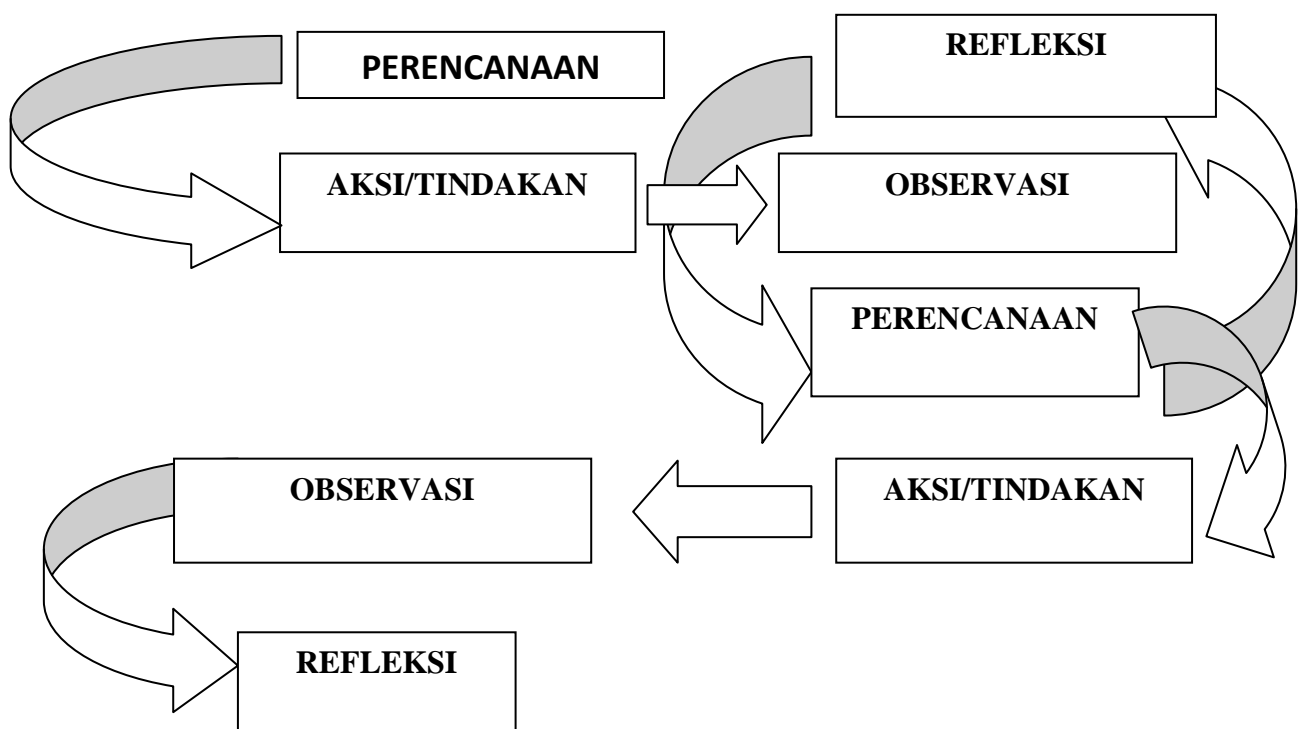 PERENCANAAN
REFLEKSI
AKSI/TINDAKAN
OBSERVASI
PERENCANAAN
OBSERVASI
AKSI/TINDAKAN
REFLEKSI